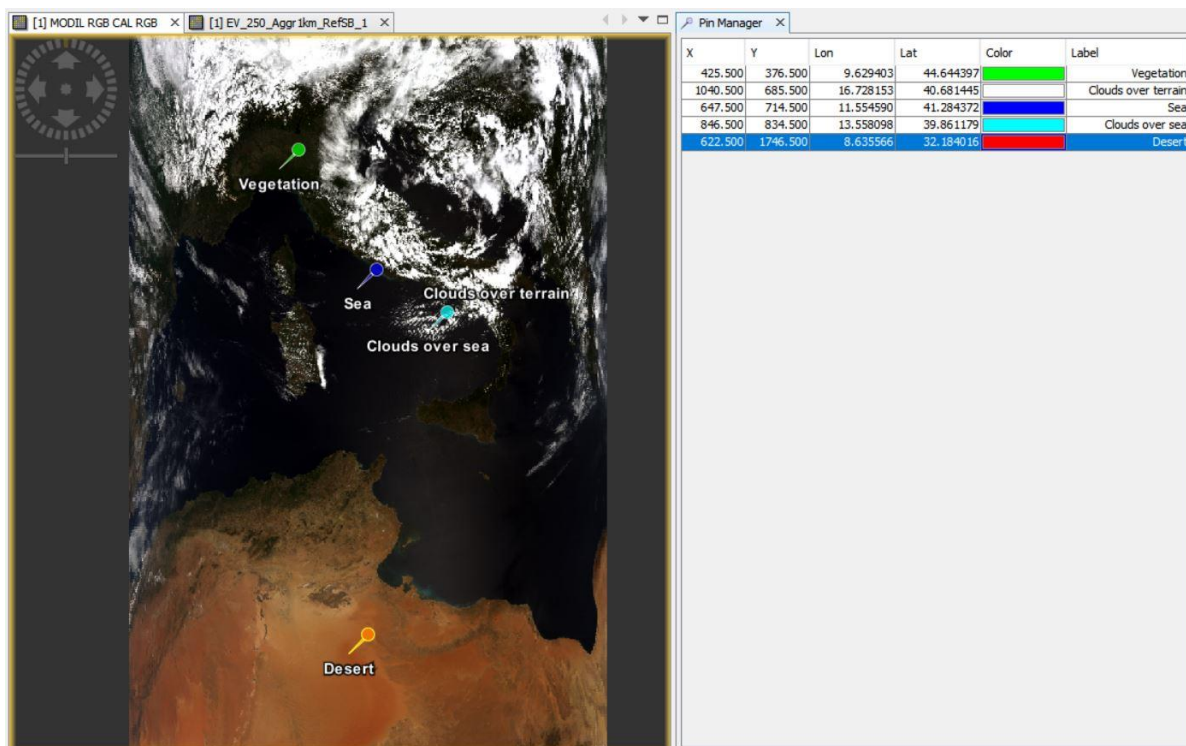 [1] MODIL RGB CAL RGB × [1] EV_250_Aggr1km_RefSB_1 ×
Vegetation
Sea
Clouds over terrain
Clouds over sea
Desert
Pin Manager ×
X Y Lon Lat Color Label
425.500 376.500 9.629403 44.644397 Vegetation
1040.500 685.500 16.728153 40.681445 Clouds over terrain
647.500 714.500 11.554590 41.284372 Sea
846.500 834.500 13.558098 39.861179 Clouds over sea
622.500 1746.500 8.635566 32.184016 Desert